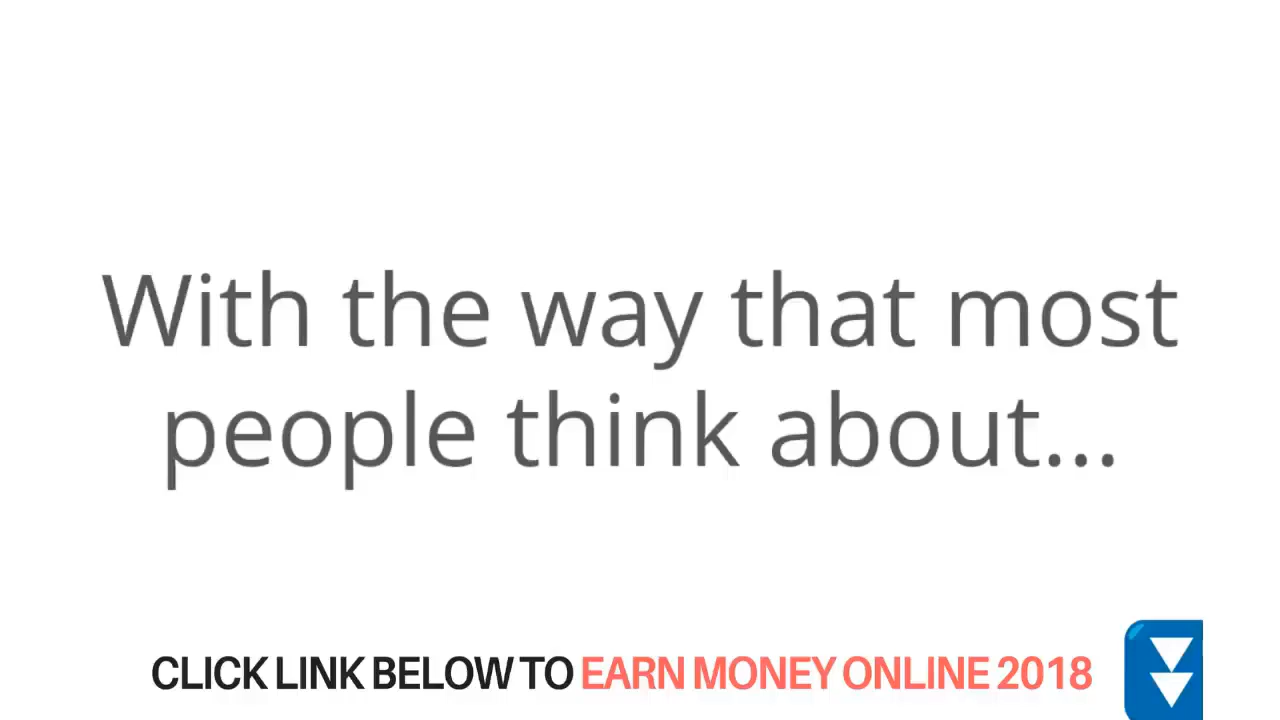 With the way that most
people think about...
CLICK LINK BELOW TO EARN MONEY ONLINE 2018